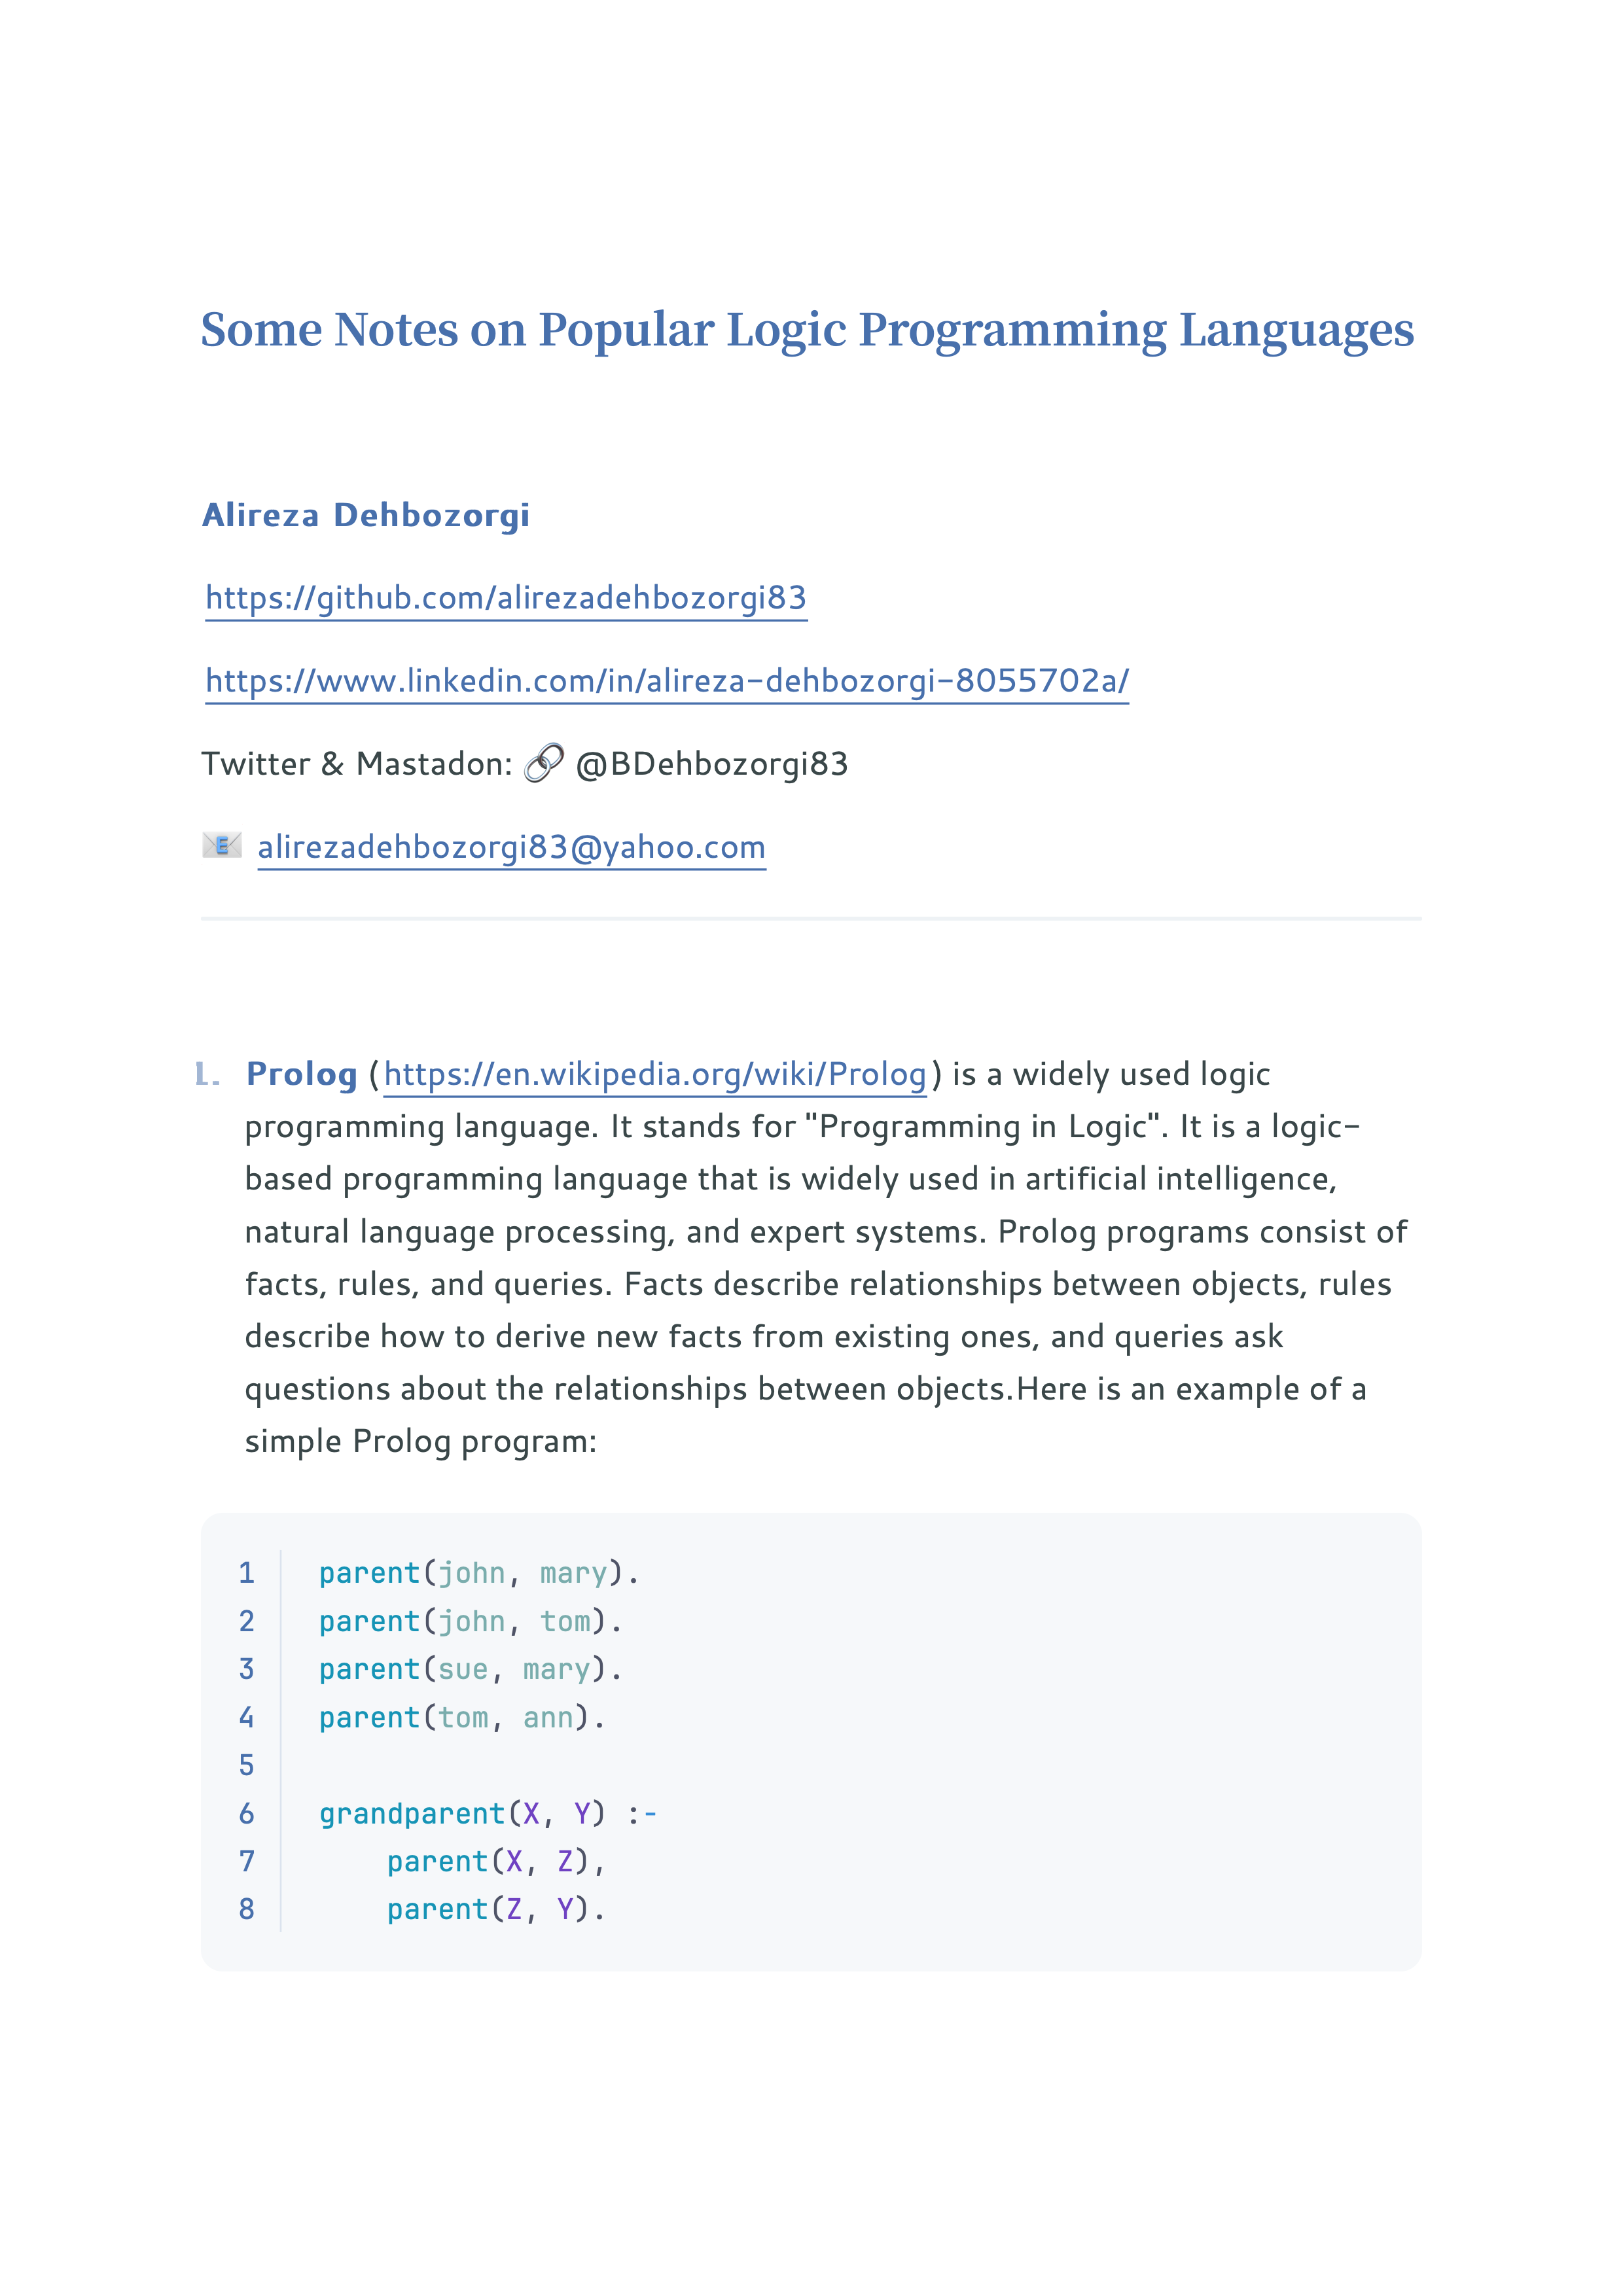 Some Notes on Popular Logic Programming Languages
Alireza Dehbozorgi
https://github.com/alirezadehbozorgi83
https://www.linkedin.com/in/alireza-dehbozorgi-8055702a/
Twitter & Mastadon: 🔗 @BDehbozorgi83
📧 alirezadehbozorgi83@yahoo.com
1. Prolog (https://en.wikipedia.org/wiki/Prolog) is a widely used logic
programming language. It stands for "Programming in Logic". It is a logic-
based programming language that is widely used in artificial intelligence,
natural language processing, and expert systems. Prolog programs consist of
facts, rules, and queries. Facts describe relationships between objects, rules
describe how to derive new facts from existing ones, and queries ask
questions about the relationships between objects.Here is an example of a
simple Prolog program:
1 parent(john, mary).
2 parent(john, tom).
3 parent(sue, mary).
4 parent(tom, ann).
5
6 grandparent(X, Y) :-
7     parent(X, Z),
8     parent(Z, Y).